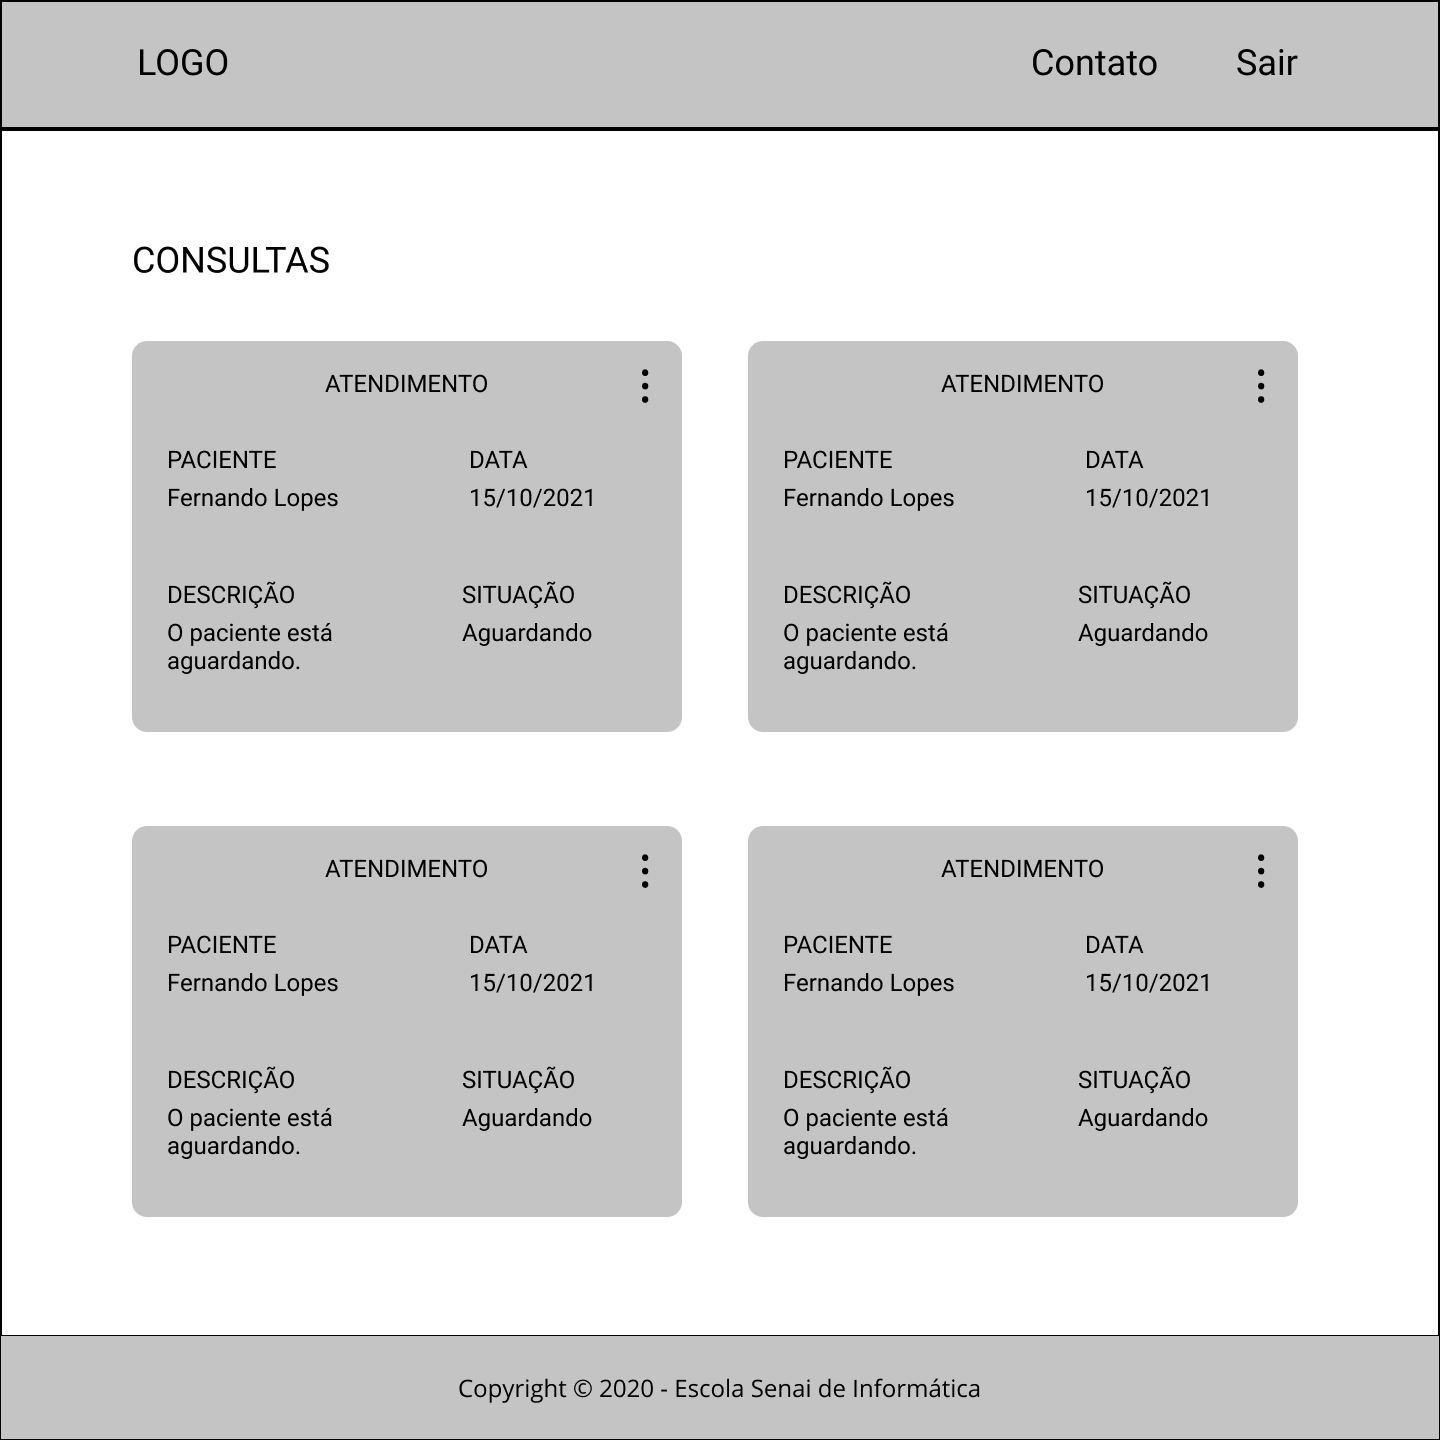 LOGO
Contato
Sair
CONSULTAS
ATENDIMENTO
PACIENTE
DATA
Fernando Lopes
15/10/2021
DESCRIÇÃO
SITUAÇÃO
O paciente está
Aguardando
aguardando.
ATENDIMENTO
PACIENTE
DATA
Fernando Lopes
15/10/2021
DESCRIÇÃO
SITUAÇÃO
O paciente está
Aguardando
aguardando.
ATENDIMENTO
PACIENTE
DATA
Fernando Lopes
15/10/2021
DESCRIÇÃO
SITUAÇÃO
O paciente está
Aguardando
aguardando.
ATENDIMENTO
PACIENTE
DATA
Fernando Lopes
15/10/2021
DESCRIÇÃO
SITUAÇÃO
O paciente está
Aguardando
aguardando.
Copyright © 2020 - Escola Senai de Informática